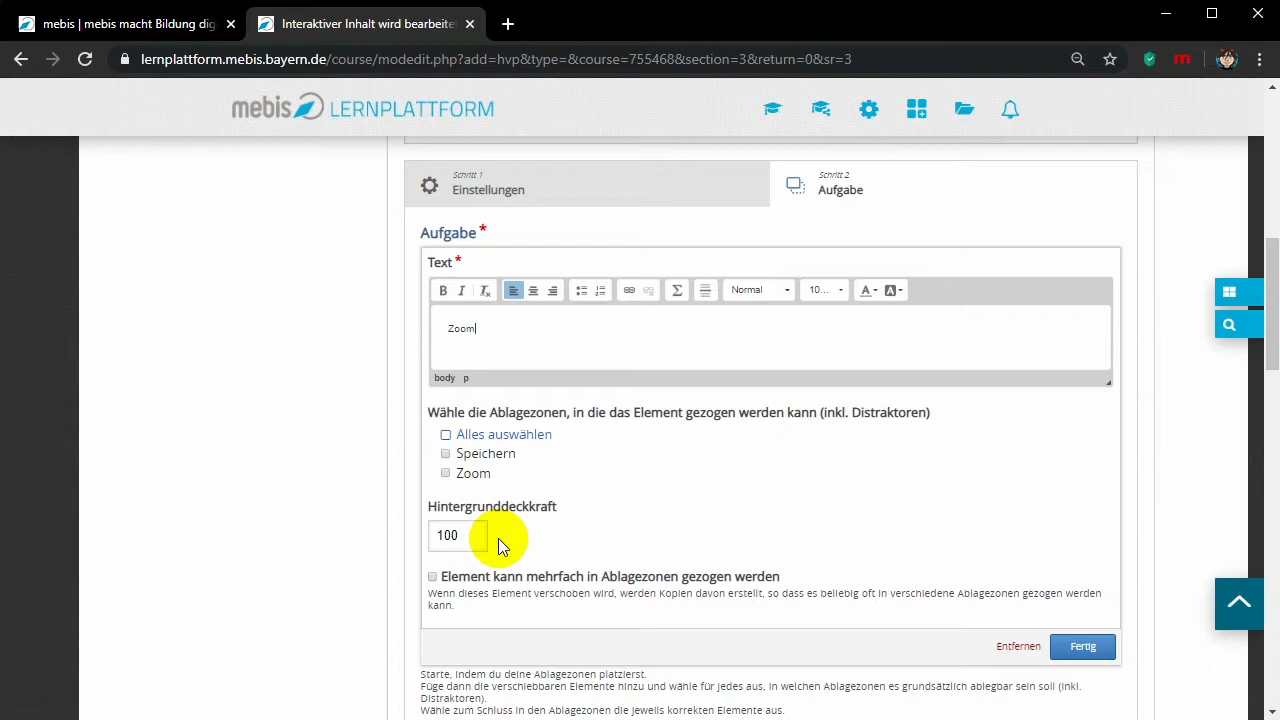 mebis | mebis macht Bildung dig
Interaktiver Inhalt wird bearbeitet
lernplattform.mebis.bayern.de/course/modedit.php?add=hvp&type=&course=755468&section=3&return=0&sr=3
m
mebis LERNPLATTFORM
Schritt 1
Einstellungen
Schritt 2
Aufgabe
Aufgabe *
Text *
B I Tx Σ Normal 10... A A
Zoom
body p
Wähle die Ablagezonen, in die das Element gezogen werden kann (inkl. Distraktoren)
Alles auswählen
Speichern
Zoom
Hintergrunddeckkraft
100
Element kann mehrfach in Ablagezonen gezogen werden
Wenn dieses Element verschoben wird, werden Kopien davon erstellt, so dass es beliebig oft in verschiedene Ablagezonen gezogen werden
kann.
Entfernen
Fertig
Starte, indem du deine Ablagezonen platzierst.
Füge dann die verschiebbaren Elemente hinzu und wähle für jedes aus, in welchen Ablagezonen es grundsätzlich ablegbar sein soll (inkl.
Distraktoren).
Wähle zum Schluss in den Ablagezonen die jeweils korrekten Elemente aus.